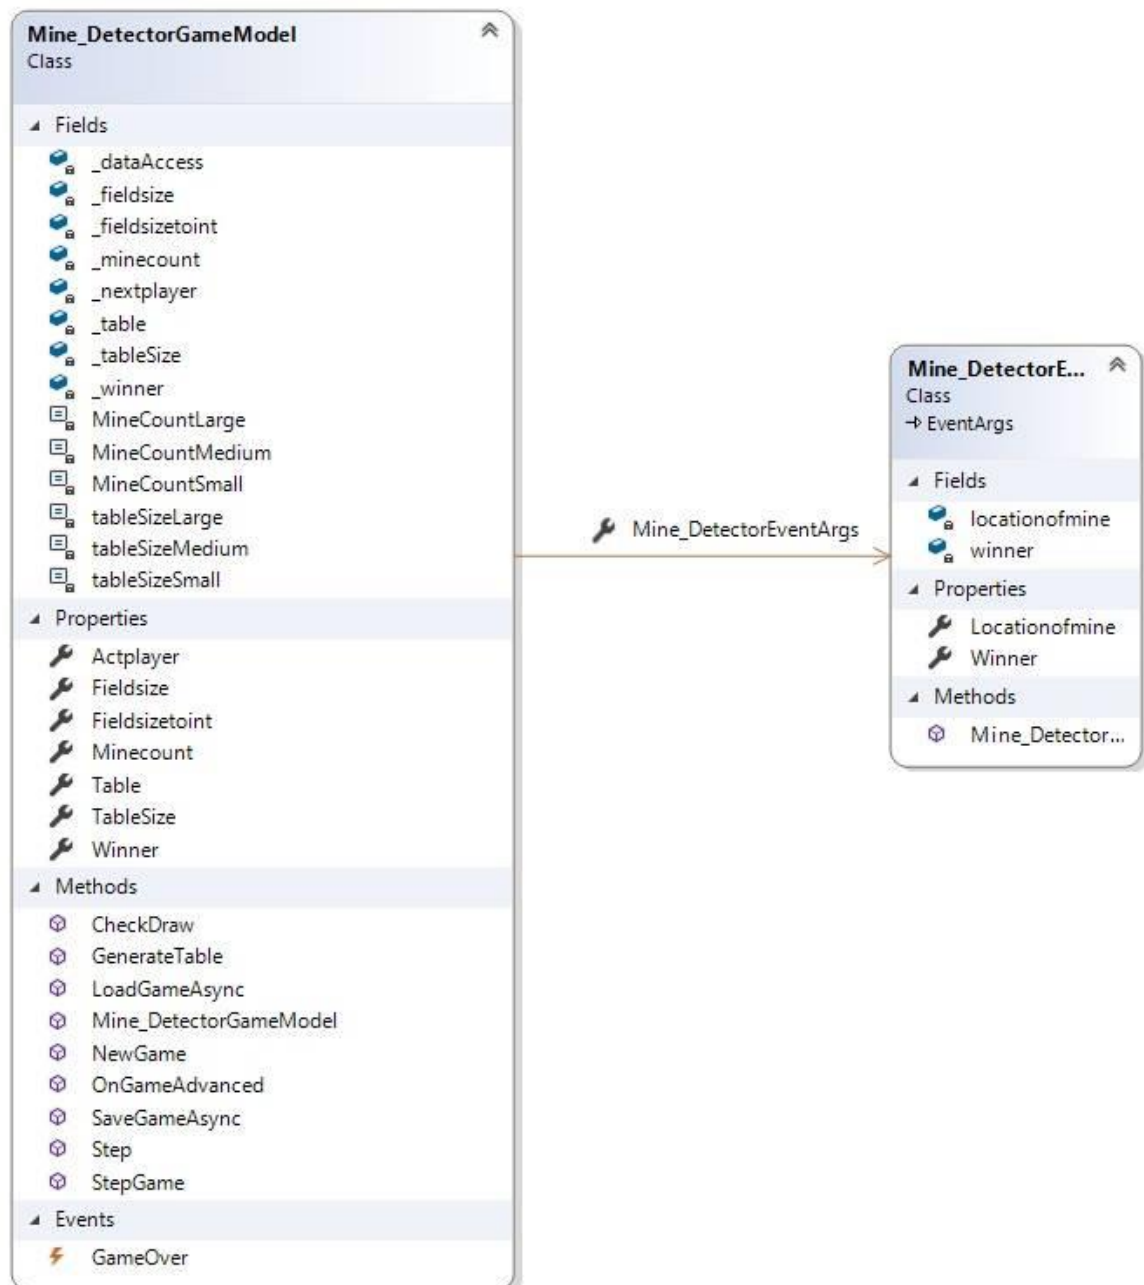 Mine_DetectorGameModel
Class
Fields
_dataAccess
_fieldsize
_fieldsizetoint
_minecount
_nextplayer
_table
_tableSize
_winner
MineCountLarge
MineCountMedium
MineCountSmall
tableSizeLarge
tableSizeMedium
tableSizeSmall
Properties
Actplayer
Fieldsize
Fieldsizetoint
Minecount
Table
TableSize
Winner
Methods
CheckDraw
GenerateTable
LoadGameAsync
Mine_DetectorGameModel
NewGame
OnGameAdvanced
SaveGameAsync
Step
StepGame
Events
GameOver
Mine_DetectorEventArgs
Mine_DetectorE...
Class
EventArgs
Fields
locationofmine
winner
Properties
Locationofmine
Winner
Methods
Mine_Detector...